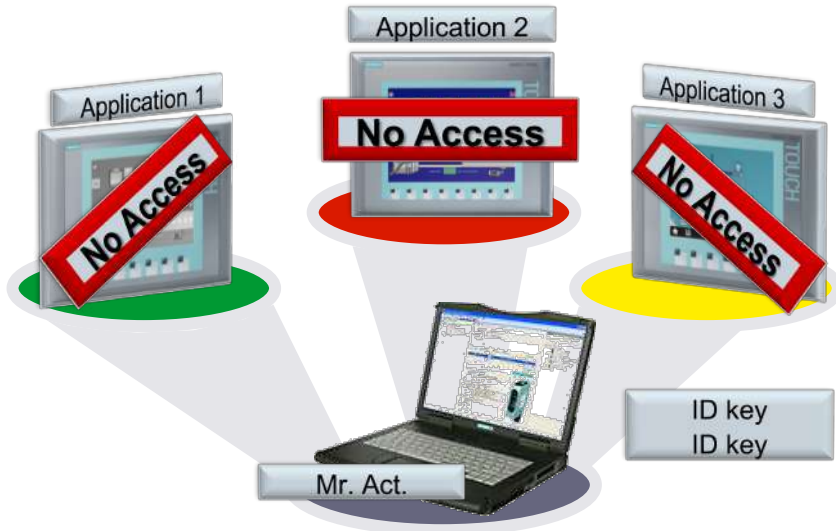 Application 2
Application 1
Application 3
No Access
No Access
No Access
TOUCH
TOUCH
ID key
ID key
Mr. Act.